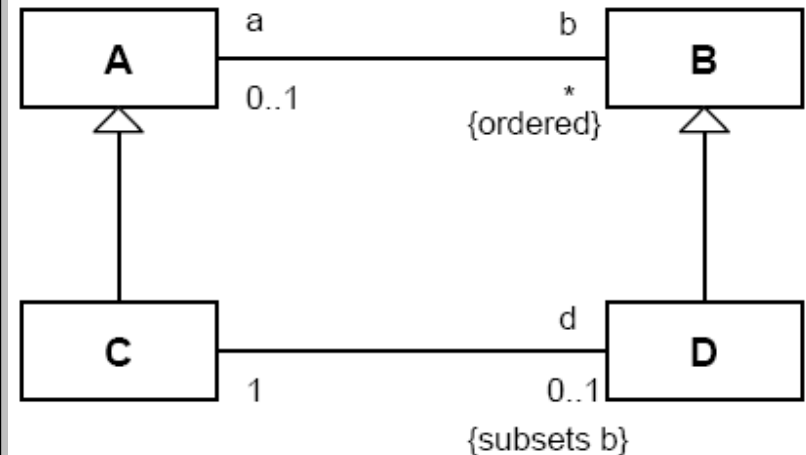 a b
A B
0..1 *
{ordered}
d
C D
1 0..1
{subsets b}